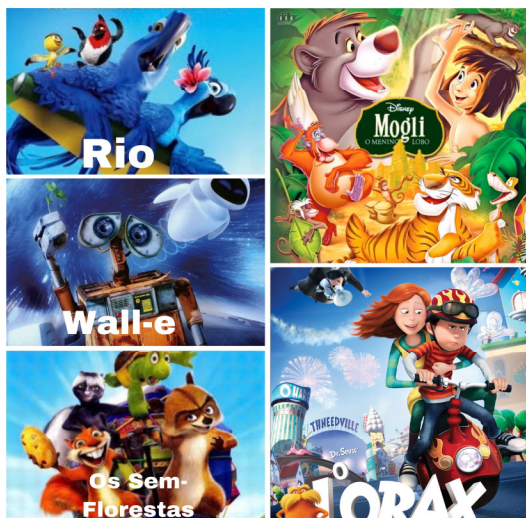 Rio
Wall-e
Os Sem-
Florestas
Disney
Mogli
O MENINO LOBO
THNEEDVILLE
Dr. Seuss
O
LORAX